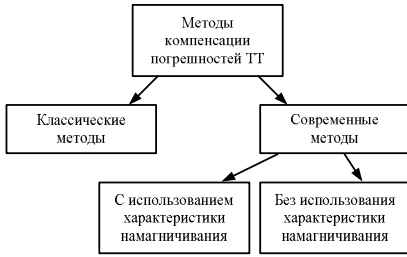 Методы
компенсации
погрешностей ТТ
Классические
методы
Современные
методы
С использованием
характеристики
намагничивания
Без использования
характеристики
намагничивания